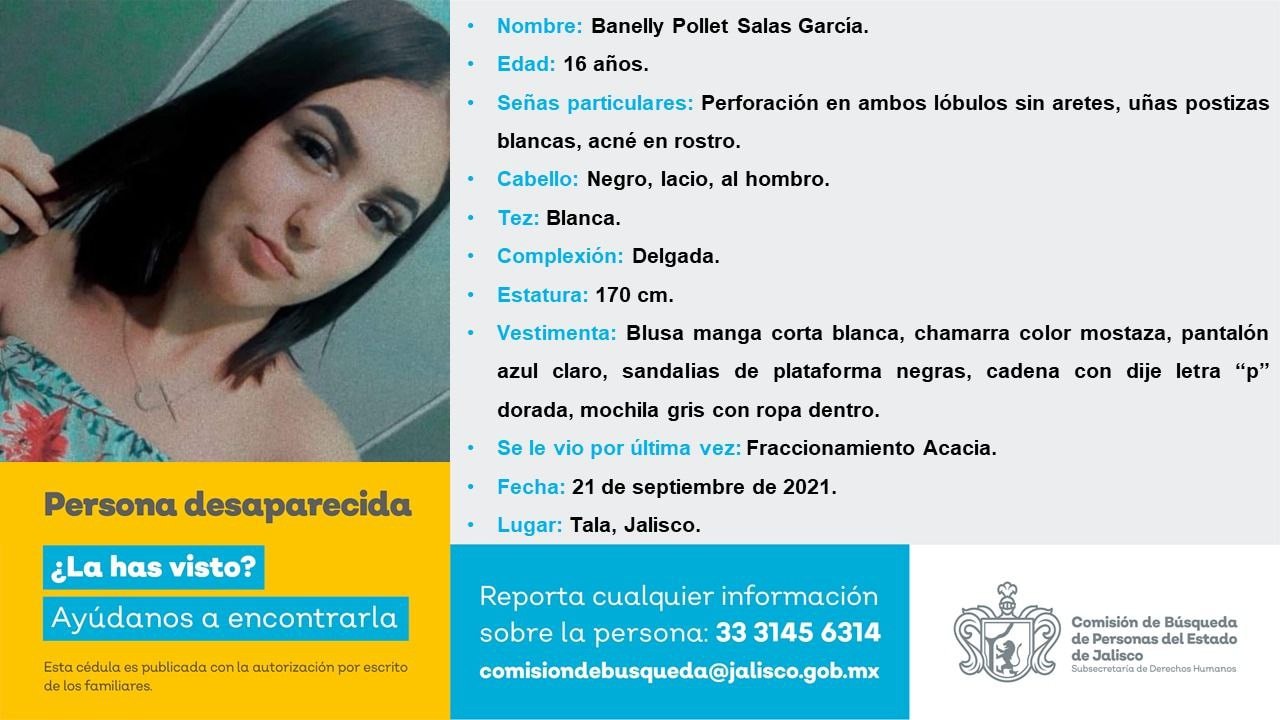 • Nombre: Banelly Pollet Salas García.
• Edad: 16 años.
• Señas particulares: Perforación en ambos lóbulos sin aretes, uñas postizas
blancas, acné en rostro.
• Cabello: Negro, lacio, al hombro.
• Tez: Blanca.
• Complexión: Delgada.
• Estatura: 170 cm.
• Vestimenta: Blusa manga corta blanca, chamarra color mostaza, pantalón
azul claro, sandalias de plataforma negras, cadena con dije letra “p”
dorada, mochila gris con ropa dentro.
• Se le vio por última vez: Fraccionamiento Acacia.
• Fecha: 21 de septiembre de 2021.
• Lugar: Tala, Jalisco.
Persona desaparecida
¿La has visto?
Ayúdanos a encontrarla
Esta cédula es publicada con la autorización por escrito
de los familiares.
Reporta cualquier información
sobre la persona: 33 3145 6314
comisiondebusqueda@jalisco.gob.mx
Comisión de Búsqueda
de Personas del Estado
de Jalisco
Subsecretaría de Derechos Humanos